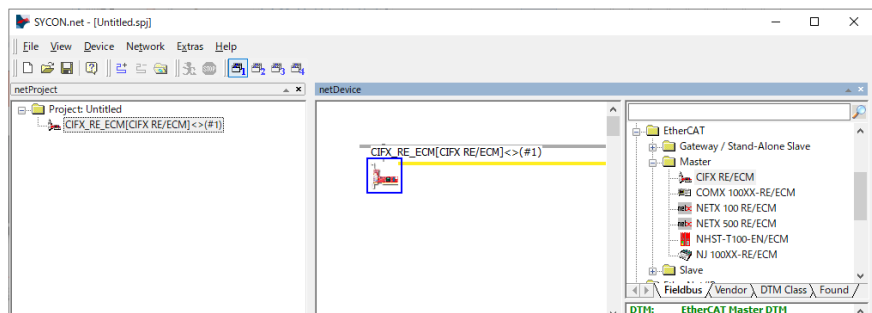 SYCON.net - [Untitled.spj]
File View Device Network Extras Help
netProject
netDevice
Project: Untitled
CIFX_RE_ECM[CIFX RE/ECM]<>(#1)
CIFX_RE_ECM[CIFX RE/ECM]<>(#1)
EtherCAT
Gateway / Stand-Alone Slave
Master
CIFX RE/ECM
COMX 100XX-RE/ECM
NETX 100 RE/ECM
NETX 500 RE/ECM
NHST-T100-EN/ECM
NJ 100XX-RE/ECM
Slave
Fieldbus Vendor DTM Class Found
DTM: EtherCAT Master DTM